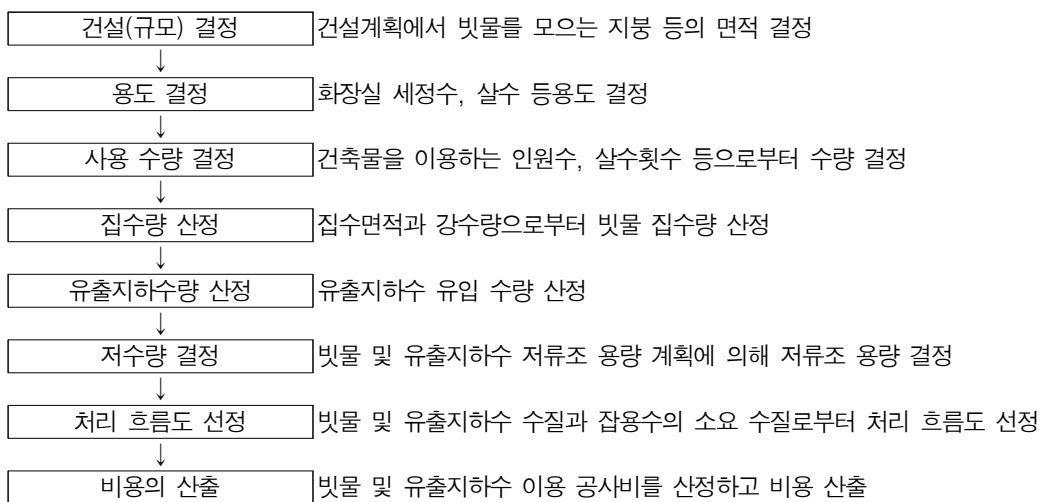 건설(규모) 결정 건설계획에서 빗물를 모으는 지붕 등의 면적 결정
↓
용도 결정 화장실 세정수, 살수 등용도 결정
↓
사용 수량 결정 건축물을 이용하는 인원수, 살수횟수 등으로부터 수량 결정
↓
집수량 산정 집수면적과 강수량으로부터 빗물 집수량 산정
↓
유출지하수량 산정 유출지하수 유입 수량 산정
↓
저수량 결정 빗물 및 유출지하수 저류조 용량 계획에 의해 저류조 용량 결정
↓
처리 흐름도 선정 빗물 및 유출지하수 수질과 잡용수의 소요 수질로부터 처리 흐름도 선정
↓
비용의 산출 빗물 및 유출지하수 이용 공사비를 산정하고 비용 산출